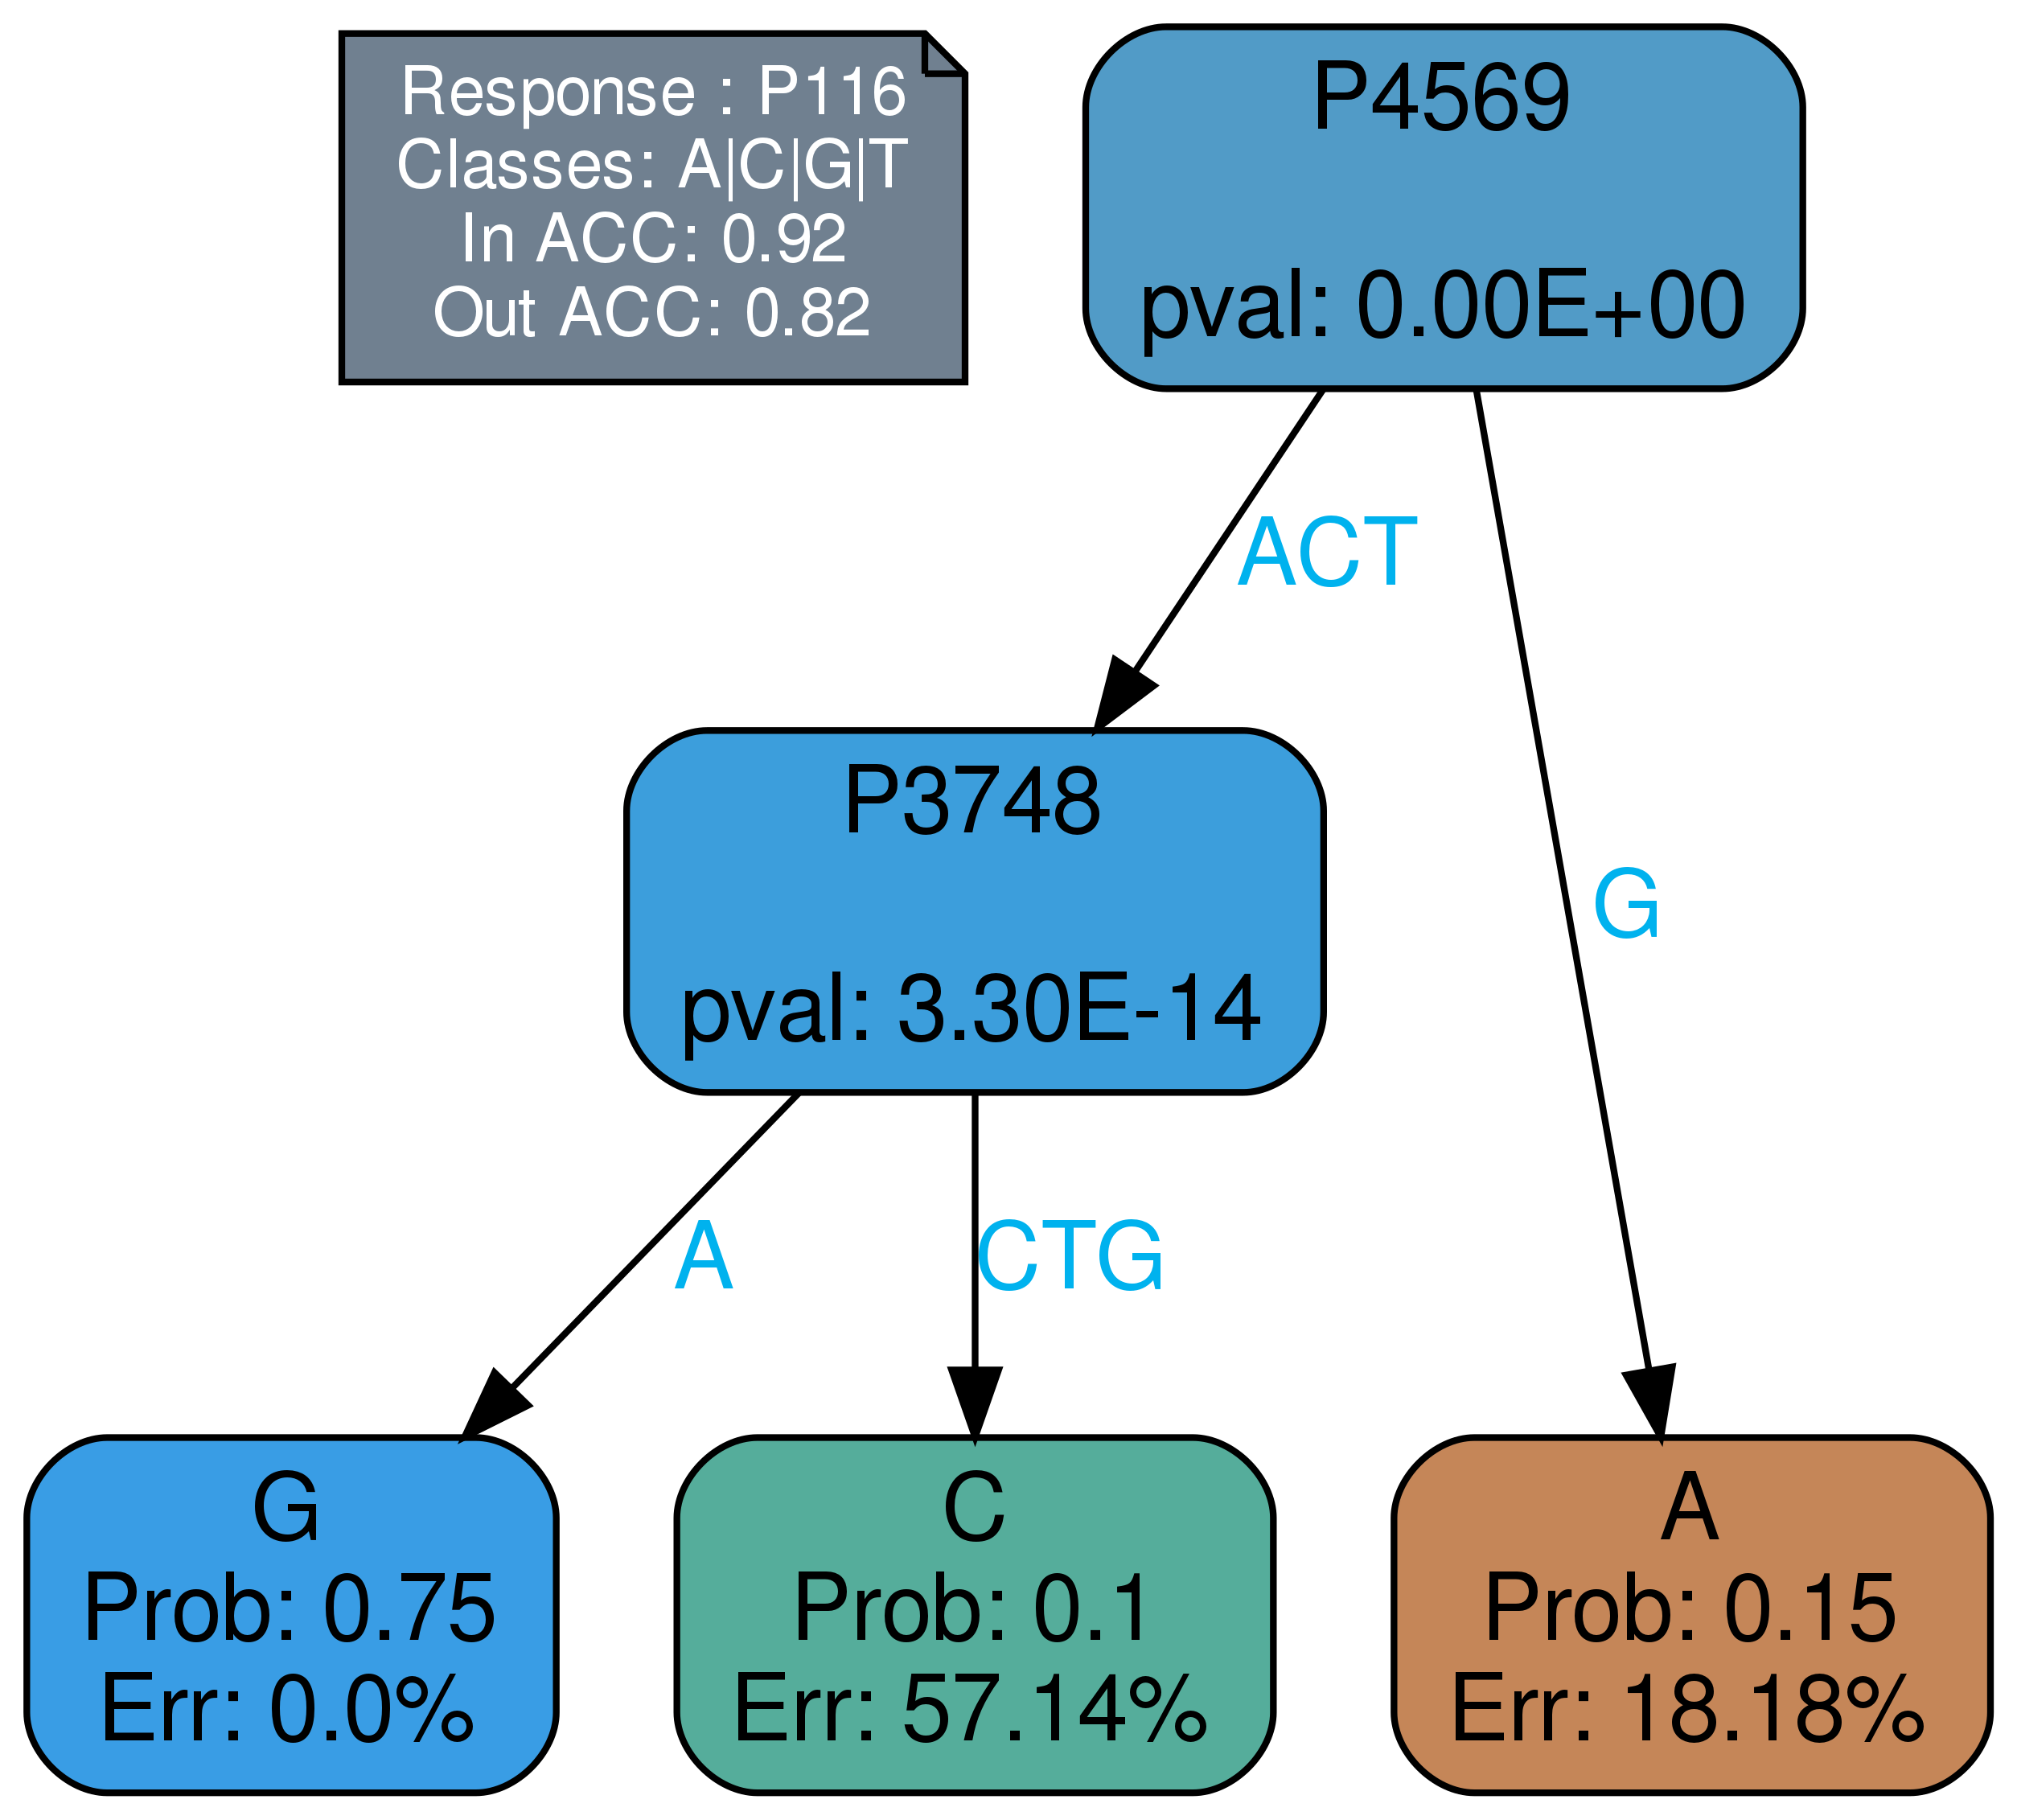 Response : P116
Classes: A|C|G|T
In ACC: 0.92
Out ACC: 0.82
P4569
pval: 0.00E+00
ACT
G
P3748
pval: 3.30E-14
A
CTG
G
Prob: 0.75
Err: 0.0%
C
Prob: 0.1
Err: 57.14%
A
Prob: 0.15
Err: 18.18%